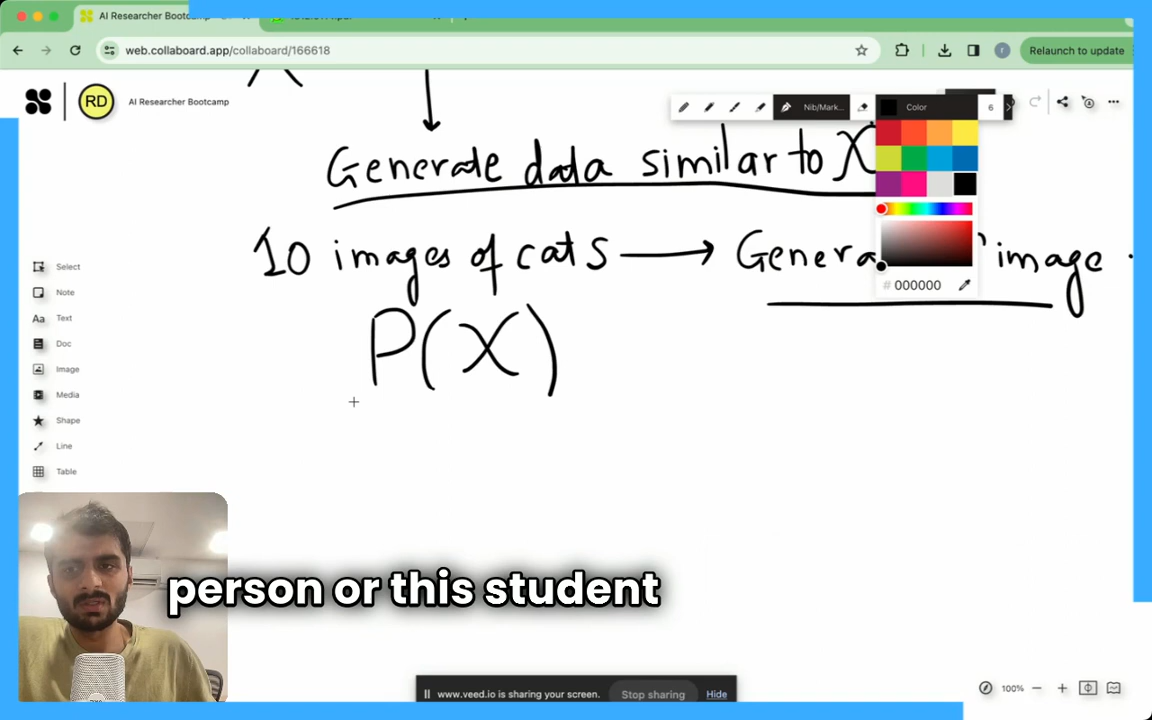 AI Researcher Bootcamp
web.collaboard.app/collaboard/166618
Relaunch to update
RD
AI Researcher Bootcamp
Nib/Mark...
Color
6
X
Generate data similar to X
10 images of cats → image
P(X)
# 000000
Select
Note
Aa Text
Doc
Image
Media
Shape
Line
Table
person or this student
www.veed.io is sharing your screen.
Stop sharing
Hide
100%